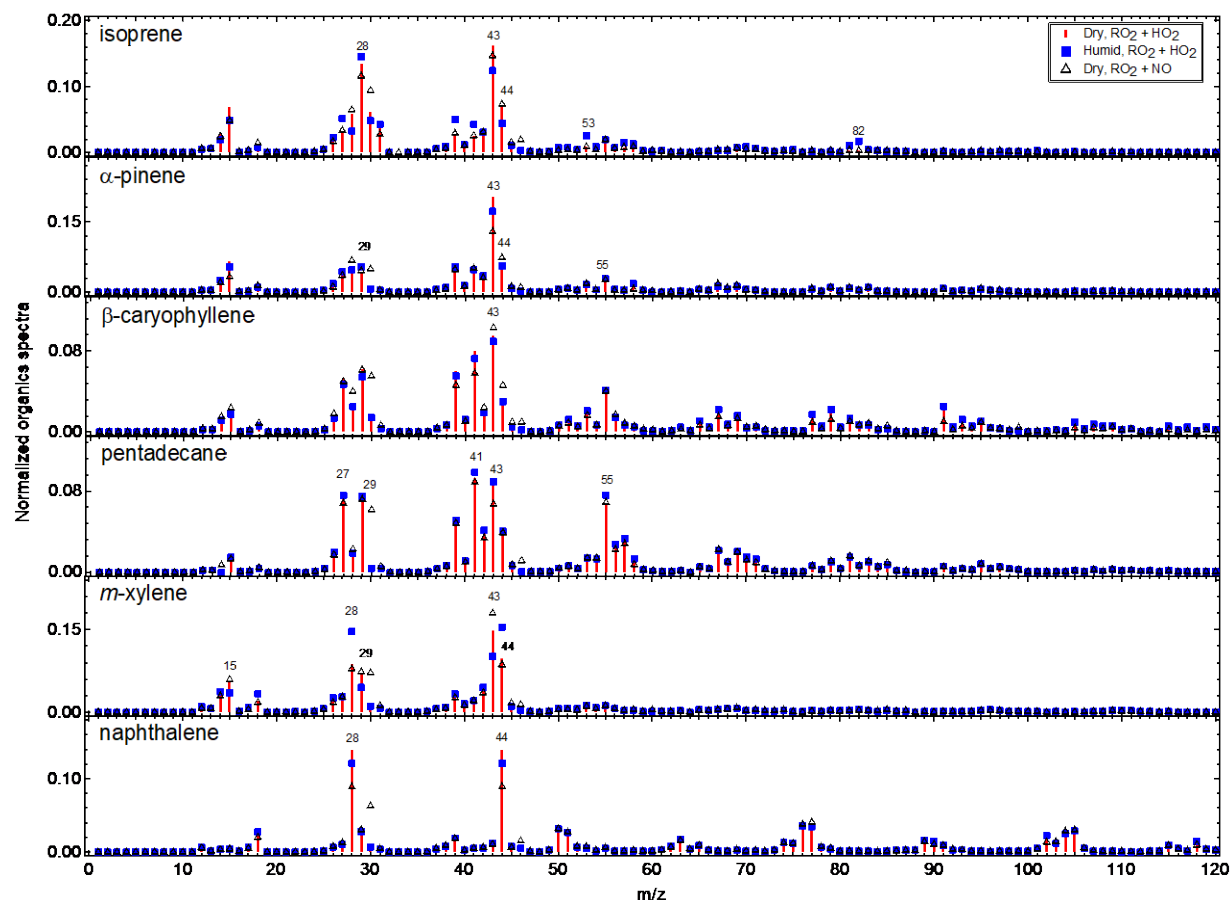 isoprene
Dry, RO2 + HO2
Humid, RO2 + HO2
Dry, RO2 + NO
0.20
0.10
0.00
28
43
44
53
82
α-pinene
0.15
0.00
29
43
44
55
β-caryophyllene
0.08
0.00
43
pentadecane
0.08
0.00
27
29
41
43
55
m-xylene
0.15
0.00
15
28
29
43
44
naphthalene
0.10
0.00
28
44
0 10 20 30 40 50 60 70 80 90 100 110 120
m/z
Normalized organics spectra